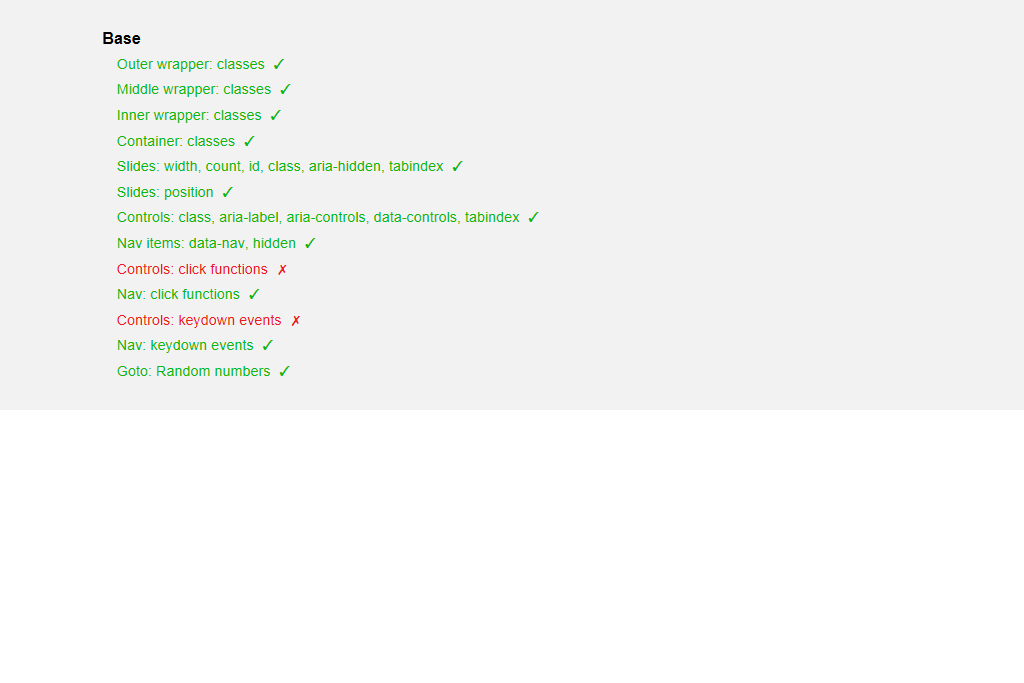 Base
Outer wrapper: classes ✓
Middle wrapper: classes ✓
Inner wrapper: classes ✓
Container: classes ✓
Slides: width, count, id, class, aria-hidden, tabindex ✓
Slides: position ✓
Controls: class, aria-label, aria-controls, data-controls, tabindex ✓
Nav items: data-nav, hidden ✓
Controls: click functions ✗
Nav: click functions ✓
Controls: keydown events ✗
Nav: keydown events ✓
Goto: Random numbers ✓